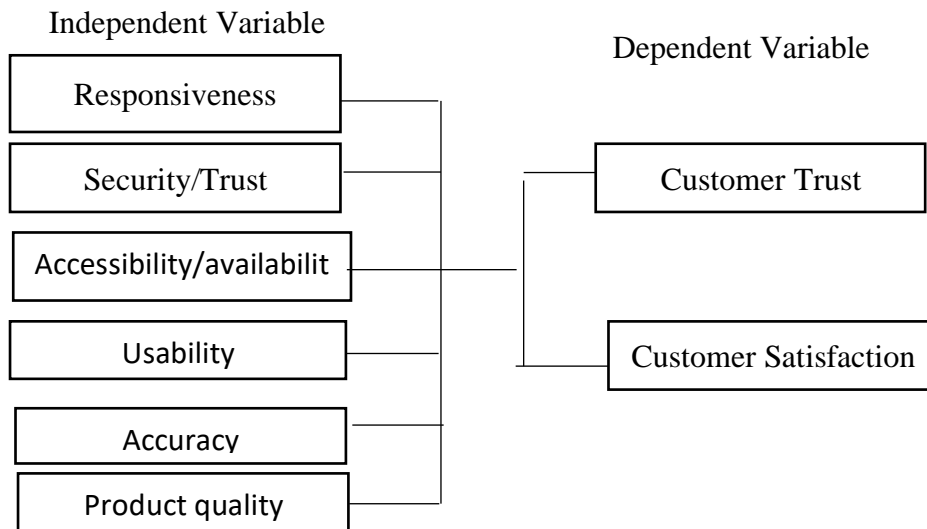 Independent Variable
Dependent Variable
Responsiveness
Security/Trust
Accessibility/availabilit
Usability
Accuracy
Product quality
Customer Trust
Customer Satisfaction